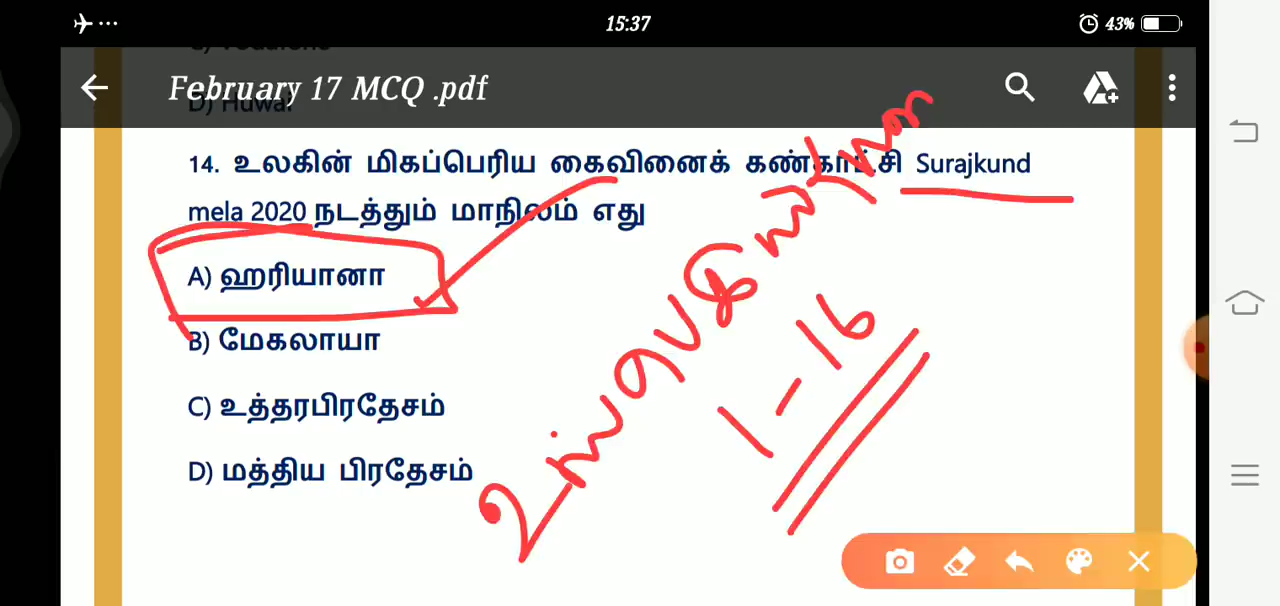 15:37
43%
February 17 MCQ .pdf
D) Huwai
14. உலகின் மிகப்பெரிய கைவினைக் கண்காட்சி Surajkund
mela 2020 நடத்தும் மாநிலம் எது
A) ஹரியானா
B) மேகலாயா
C) உத்தரபிரதேசம்
D) மத்திய பிரதேசம்
1-16